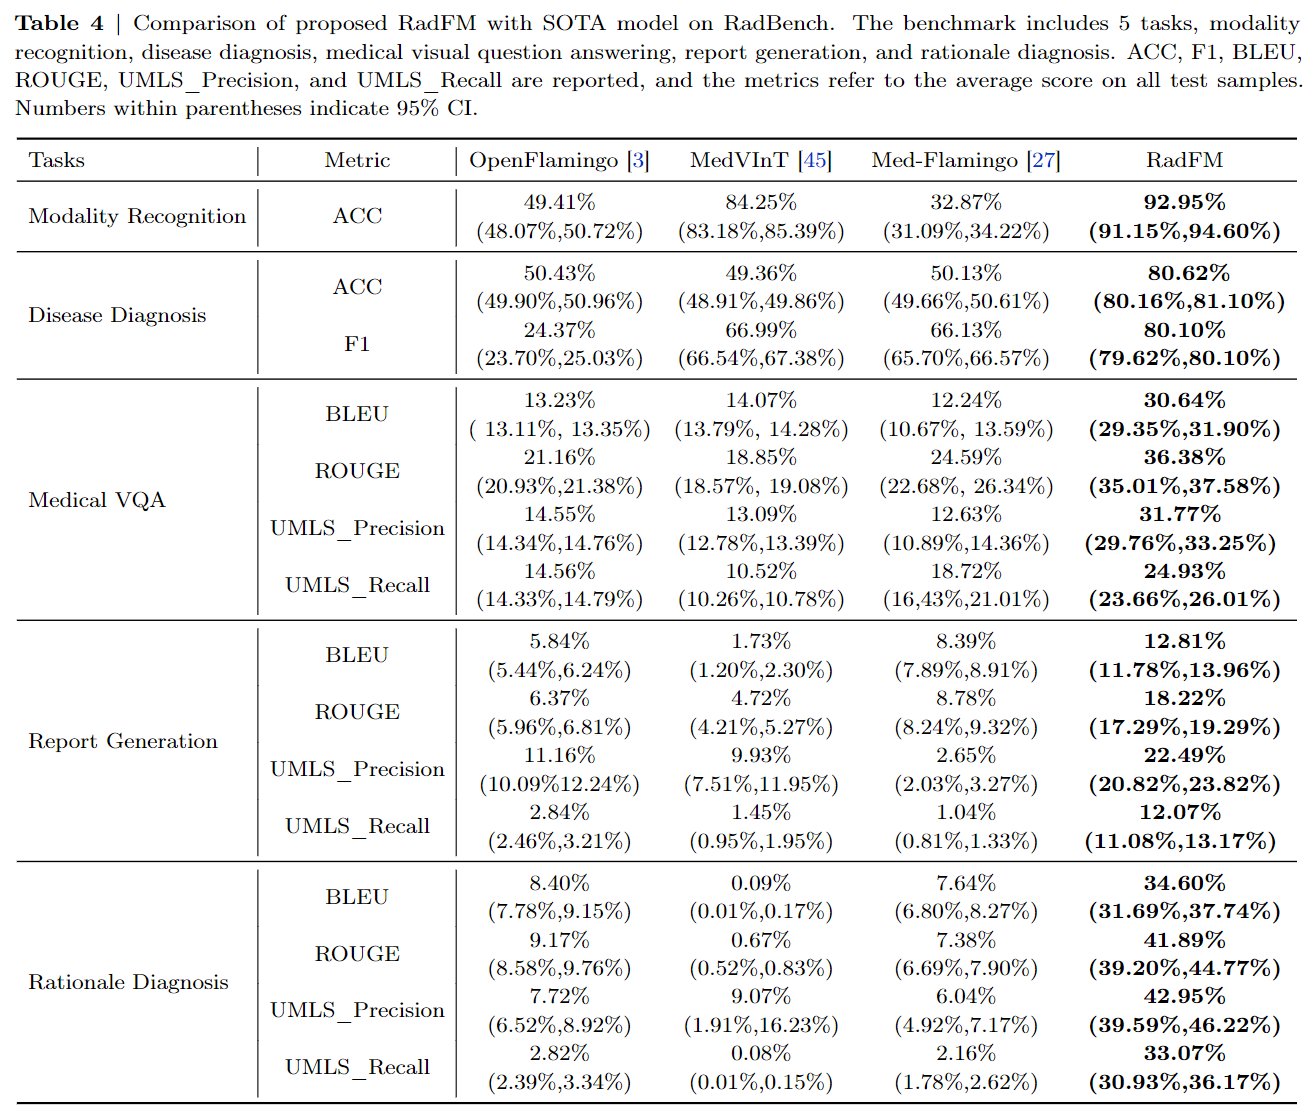 Table 4 | Comparison of proposed RadFM with SOTA model on RadBench. The benchmark includes 5 tasks, modality
recognition, disease diagnosis, medical visual question answering, report generation, and rationale diagnosis. ACC, F1, BLEU,
ROUGE, UMLS_Precision, and UMLS_Recall are reported, and the metrics refer to the average score on all test samples.
Numbers within parentheses indicate 95% CI.
Tasks Metric OpenFlamingo [3] MedVInT [45] Med-Flamingo [27] RadFM
Modality Recognition ACC 49.41% 84.25% 32.87% 92.95%
(48.07%,50.72%) (83.18%,85.39%) (31.09%,34.22%) (91.15%,94.60%)
Disease Diagnosis ACC 50.43% 49.36% 50.13% 80.62%
(49.90%,50.96%) (48.91%,49.86%) (49.66%,50.61%) (80.16%,81.10%)
F1 24.37% 66.99% 66.13% 80.10%
(23.70%,25.03%) (66.54%,67.38%) (65.70%,66.57%) (79.62%,80.10%)
Medical VQA BLEU 13.23% 14.07% 12.24% 30.64%
( 13.11%, 13.35%) (13.79%, 14.28%) (10.67%, 13.59%) (29.35%,31.90%)
ROUGE 21.16% 18.85% 24.59% 36.38%
(20.93%,21.38%) (18.57%, 19.08%) (22.68%, 26.34%) (35.01%,37.58%)
UMLS_Precision 14.55% 13.09% 12.63% 31.77%
(14.34%,14.76%) (12.78%,13.39%) (10.89%,14.36%) (29.76%,33.25%)
UMLS_Recall 14.56% 10.52% 18.72% 24.93%
(14.33%,14.79%) (10.26%,10.78%) (16,43%,21.01%) (23.66%,26.01%)
Report Generation BLEU 5.84% 1.73% 8.39% 12.81%
(5.44%,6.24%) (1.20%,2.30%) (7.89%,8.91%) (11.78%,13.96%)
ROUGE 6.37% 4.72% 8.78% 18.22%
(5.96%,6.81%) (4.21%,5.27%) (8.24%,9.32%) (17.29%,19.29%)
UMLS_Precision 11.16% 9.93% 2.65% 22.49%
(10.09%12.24%) (7.51%,11.95%) (2.03%,3.27%) (20.82%,23.82%)
UMLS_Recall 2.84% 1.45% 1.04% 12.07%
(2.46%,3.21%) (0.95%,1.95%) (0.81%,1.33%) (11.08%,13.17%)
Rationale Diagnosis BLEU 8.40% 0.09% 7.64% 34.60%
(7.78%,9.15%) (0.01%,0.17%) (6.80%,8.27%) (31.69%,37.74%)
ROUGE 9.17% 0.67% 7.38% 41.89%
(8.58%,9.76%) (0.52%,0.83%) (6.69%,7.90%) (39.20%,44.77%)
UMLS_Precision 7.72% 9.07% 6.04% 42.95%
(6.52%,8.92%) (1.91%,16.23%) (4.92%,7.17%) (39.59%,46.22%)
UMLS_Recall 2.82% 0.08% 2.16% 33.07%
(2.39%,3.34%) (0.01%,0.15%) (1.78%,2.62%) (30.93%,36.17%)